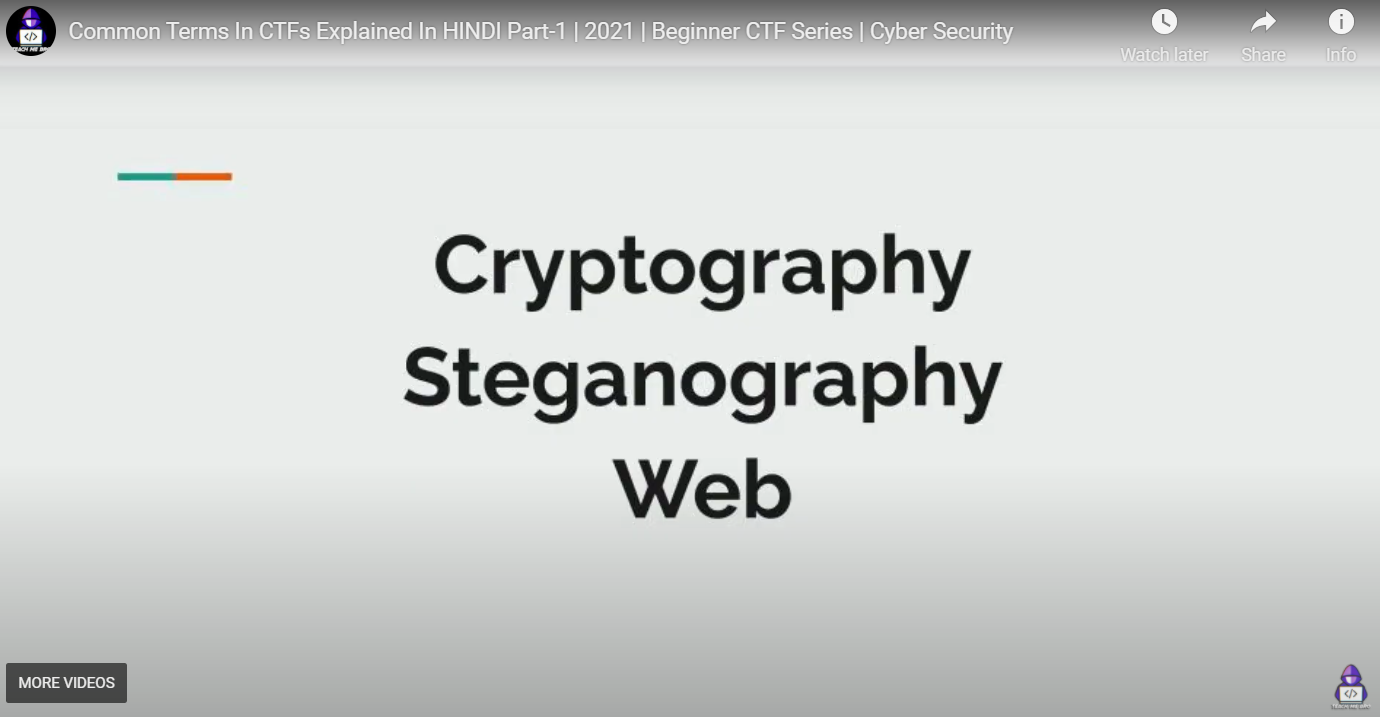 Common Terms In CTFs Explained In HINDI Part-1 | 2021 | Beginner CTF Series | Cyber Security
Watch later
Share
Info
Cryptography
Steganography
Web
MORE VIDEOS